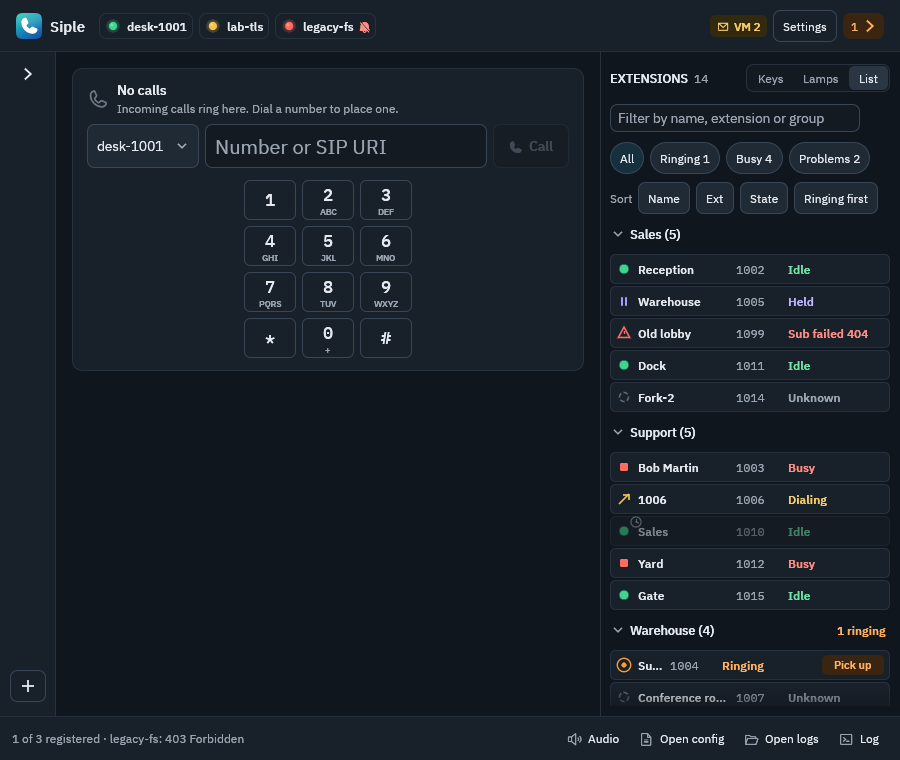 Siple
desk-1001
lab-tls
legacy-fs
VM 2
Settings
1
No calls
Incoming calls ring here. Dial a number to place one.
desk-1001
Number or SIP URI
Call
1
2
ABC
3
DEF
4
GHI
5
JKL
6
MNO
7
PQRS
8
TUV
9
WXYZ
*
0
+
#
EXTENSIONS 14
Keys
Lamps
List
Filter by name, extension or group
All
Ringing 1
Busy 4
Problems 2
Sort
Name
Ext
State
Ringing first
Sales (5)
Reception 1002 Idle
Warehouse 1005 Held
Old lobby 1099 Sub failed 404
Dock 1011 Idle
Fork-2 1014 Unknown
Support (5)
Bob Martin 1003 Busy
1006 1006 Dialing
Sales 1010 Idle
Yard 1012 Busy
Gate 1015 Idle
Warehouse (4) 1 ringing
Su... 1004 Ringing Pick up
Conference ro... 1007 Unknown
+
1 of 3 registered · legacy-fs: 403 Forbidden
Audio
Open config
Open logs
Log